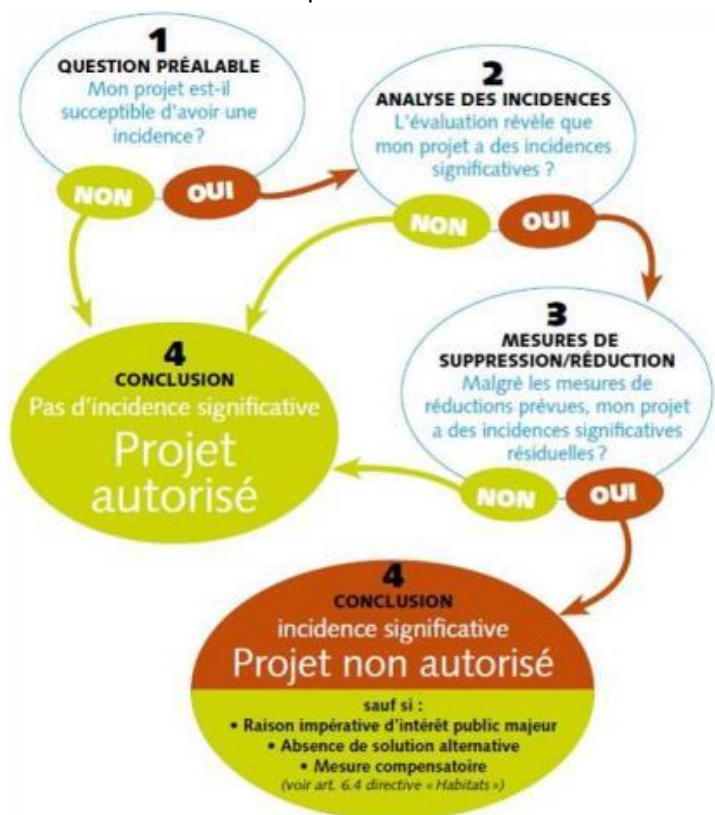 1
QUESTION PRÉALABLE
Mon projet est-il
succeptible d'avoir une
incidence ?
NON
OUI
2
ANALYSE DES INCIDENCES
L'évaluation révèle que
mon projet a des incidences
significatives ?
NON
OUI
3
MESURES DE
SUPPRESSION/RÉDUCTION
Malgré les mesures de
réductions prévues, mon projet
a des incidences significatives
résiduelles ?
NON
OUI
4
CONCLUSION
Pas d'incidence significative
Projet
autorisé
4
CONCLUSION
incidence significative
Projet non autorisé
sauf si :
• Raison impérative d'intérêt public majeur
• Absence de solution alternative
• Mesure compensatoire
(voir art. 6.4 directive « Habitats »)